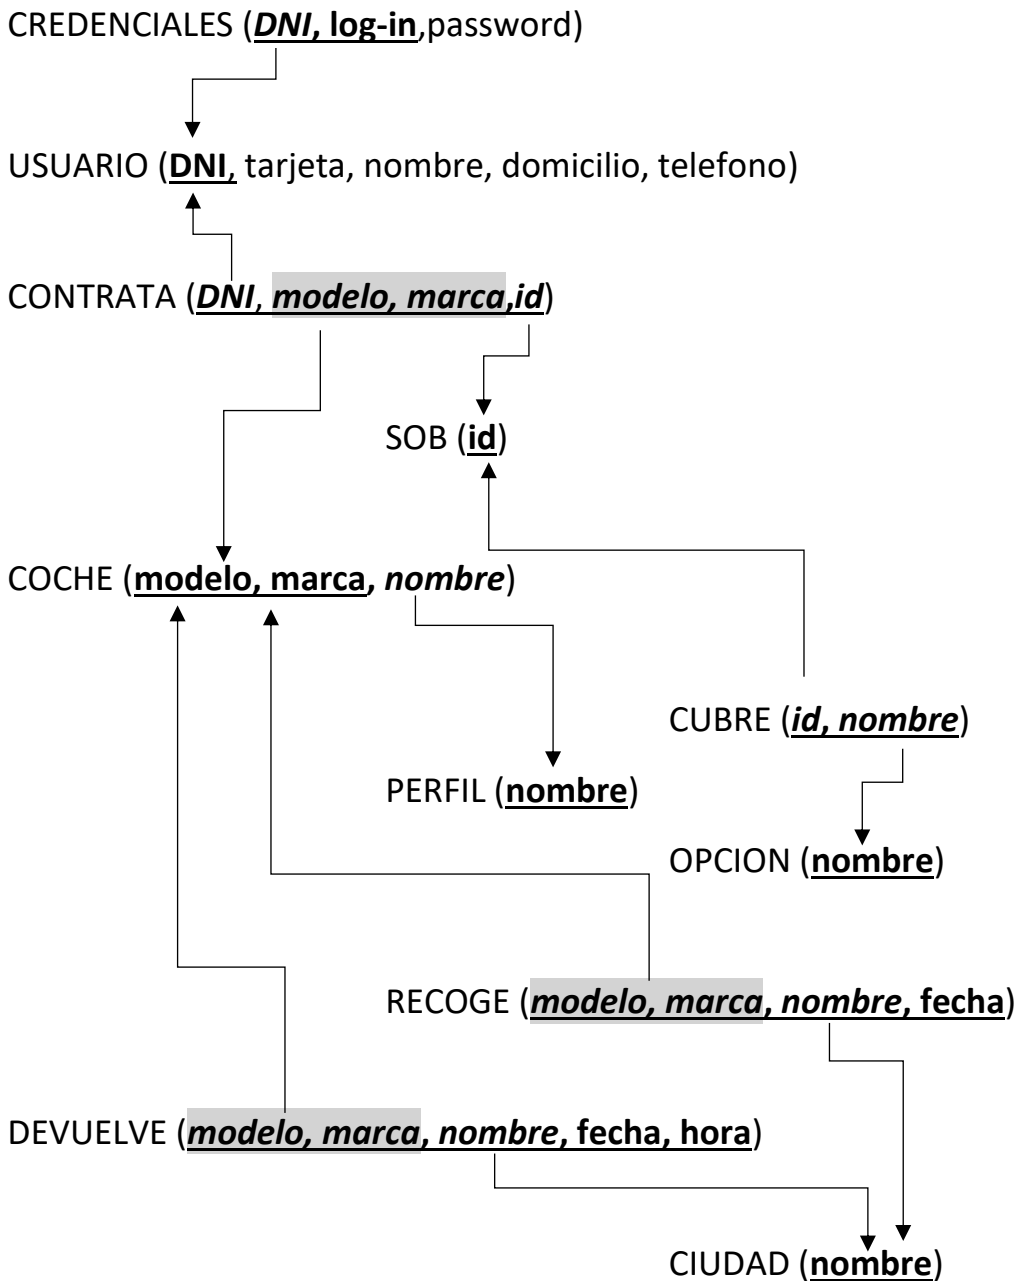 CREDENCIALES (DNI, log-in,password)
USUARIO (DNI, tarjeta, nombre, domicilio, telefono)
CONTRATA (DNI, modelo, marca,id)
SOB (id)
COCHE (modelo, marca, nombre)
CUBRE (id, nombre)
PERFIL (nombre)
OPCION (nombre)
RECOGE (modelo, marca, nombre, fecha)
DEVUELVE (modelo, marca, nombre, fecha, hora)
CIUDAD (nombre)